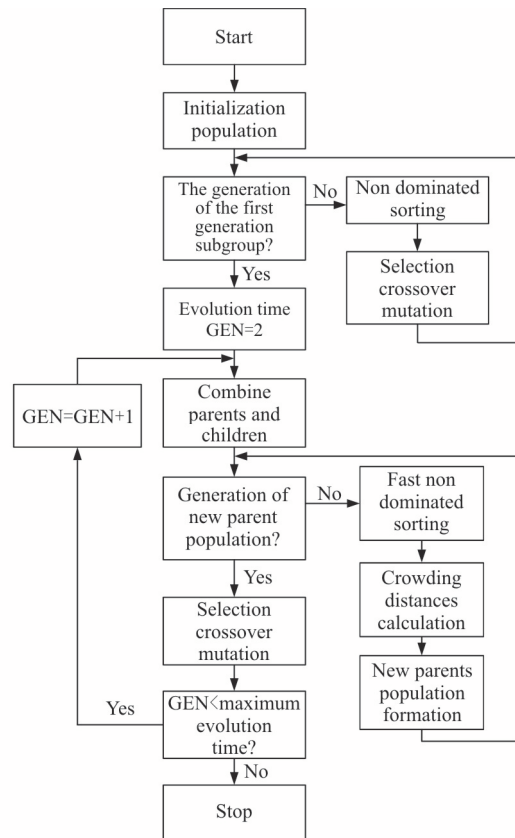 Start
Initialization
population
The generation
of the first
generation
subgroup?
No
Non dominated
sorting
Yes
Selection
crossover
mutation
Evolution time
GEN=2
GEN=GEN+1
Combine
parents and
children
Generation of
new parent
population?
No
Fast non
dominated
sorting
Yes
Crowding
distances
calculation
Selection
crossover
mutation
New parents
population
formation
Yes
GEN<maximum
evolution
time?
No
Stop